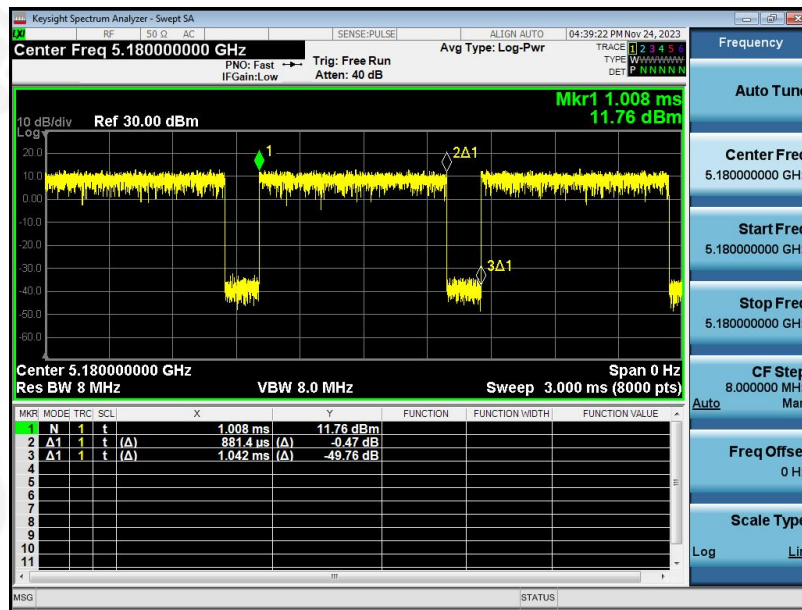 Keysight Spectrum Analyzer - Swept SA
LXI RF 50 Ω AC SENSE:PULSE ALIGN AUTO 04:39:22 PM Nov 24, 2023
Center Freq 5.180000000 GHz
PNO: Fast
IFGain:Low
Trig: Free Run
Atten: 40 dB
Avg Type: Log-Pwr
TRACE 1 2 3 4 5 6
TYPE WWWWWW
DET P N N N N N
Mkr1 1.008 ms
11.76 dBm
10 dB/div Ref 30.00 dBm
Log
20.0
10.0
0.00
-10.0
-20.0
-30.0
-40.0
-50.0
-60.0
1
2Δ1
3Δ1
Center 5.180000000 GHz Span 0 Hz
Res BW 8 MHz VBW 8.0 MHz Sweep 3.000 ms (8000 pts)
MKR MODE TRC SCL X Y FUNCTION FUNCTION WIDTH FUNCTION VALUE
1 N 1 t 1.008 ms 11.76 dBm
2 Δ1 1 t (Δ) 881.4 µs (Δ) -0.47 dB
3 Δ1 1 t (Δ) 1.042 ms (Δ) -49.76 dB
4
5
6
7
8
9
10
11
MSG STATUS
Frequency
Auto Tune
Center Freq
5.180000000 GH
Start Freq
5.180000000 GH
Stop Freq
5.180000000 GH
CF Step
8.000000 MH
Auto Man
Freq Offse
0 H
Scale Type
Log Lin